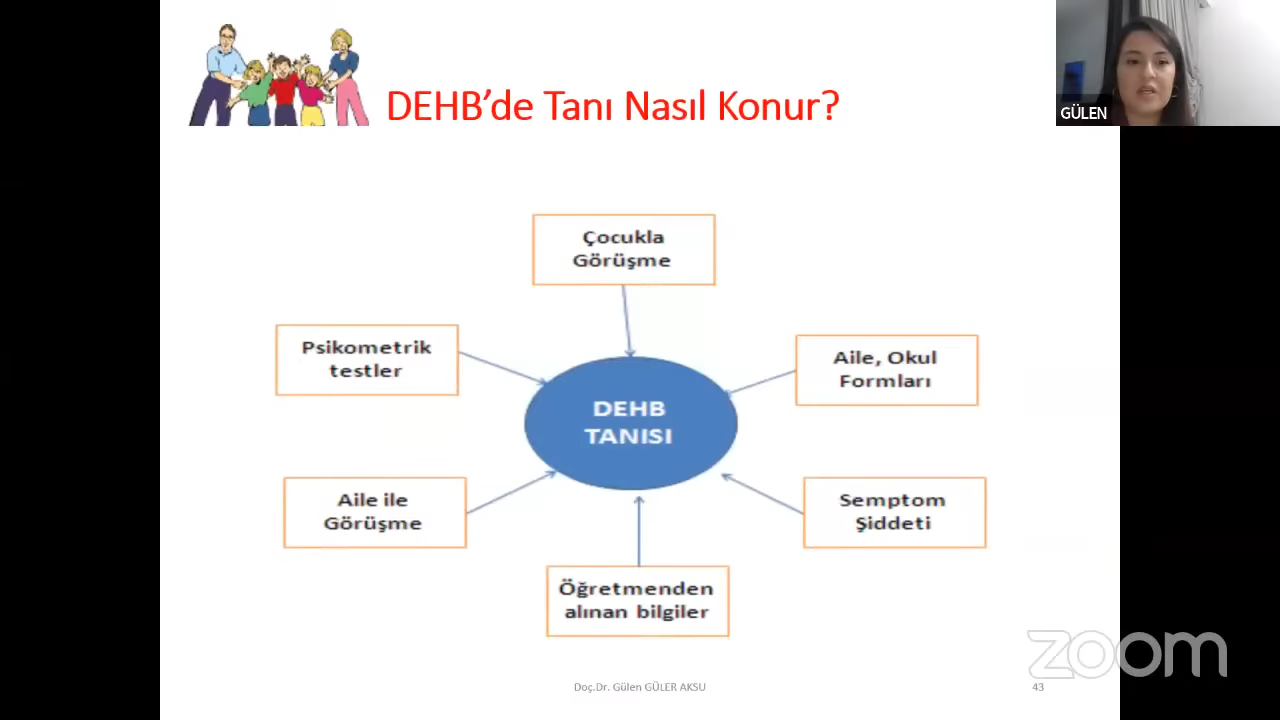 DEHB’de Tanı Nasıl Konur?
GÜLEN
Çocukla
Görüşme
Psikometrik
testler
Aile, Okul
Formları
DEHB
TANISI
Aile ile
Görüşme
Semptom
Şiddeti
Öğretmenden
alınan bilgiler
zoom
Doç.Dr. Gülen GÜLER AKSU
43